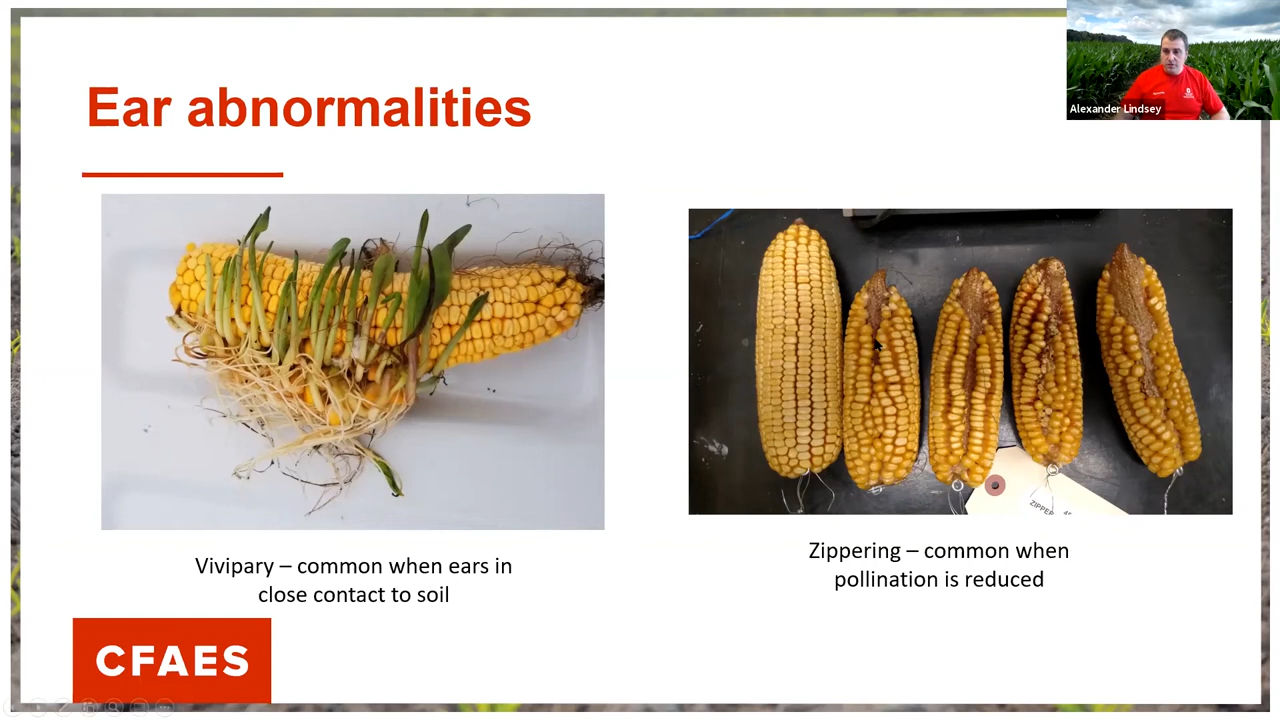 Ear abnormalities
Alexander Lindsey
Vivipary – common when ears in
close contact to soil
Zippering – common when
pollination is reduced
ZIPPER
CFAES